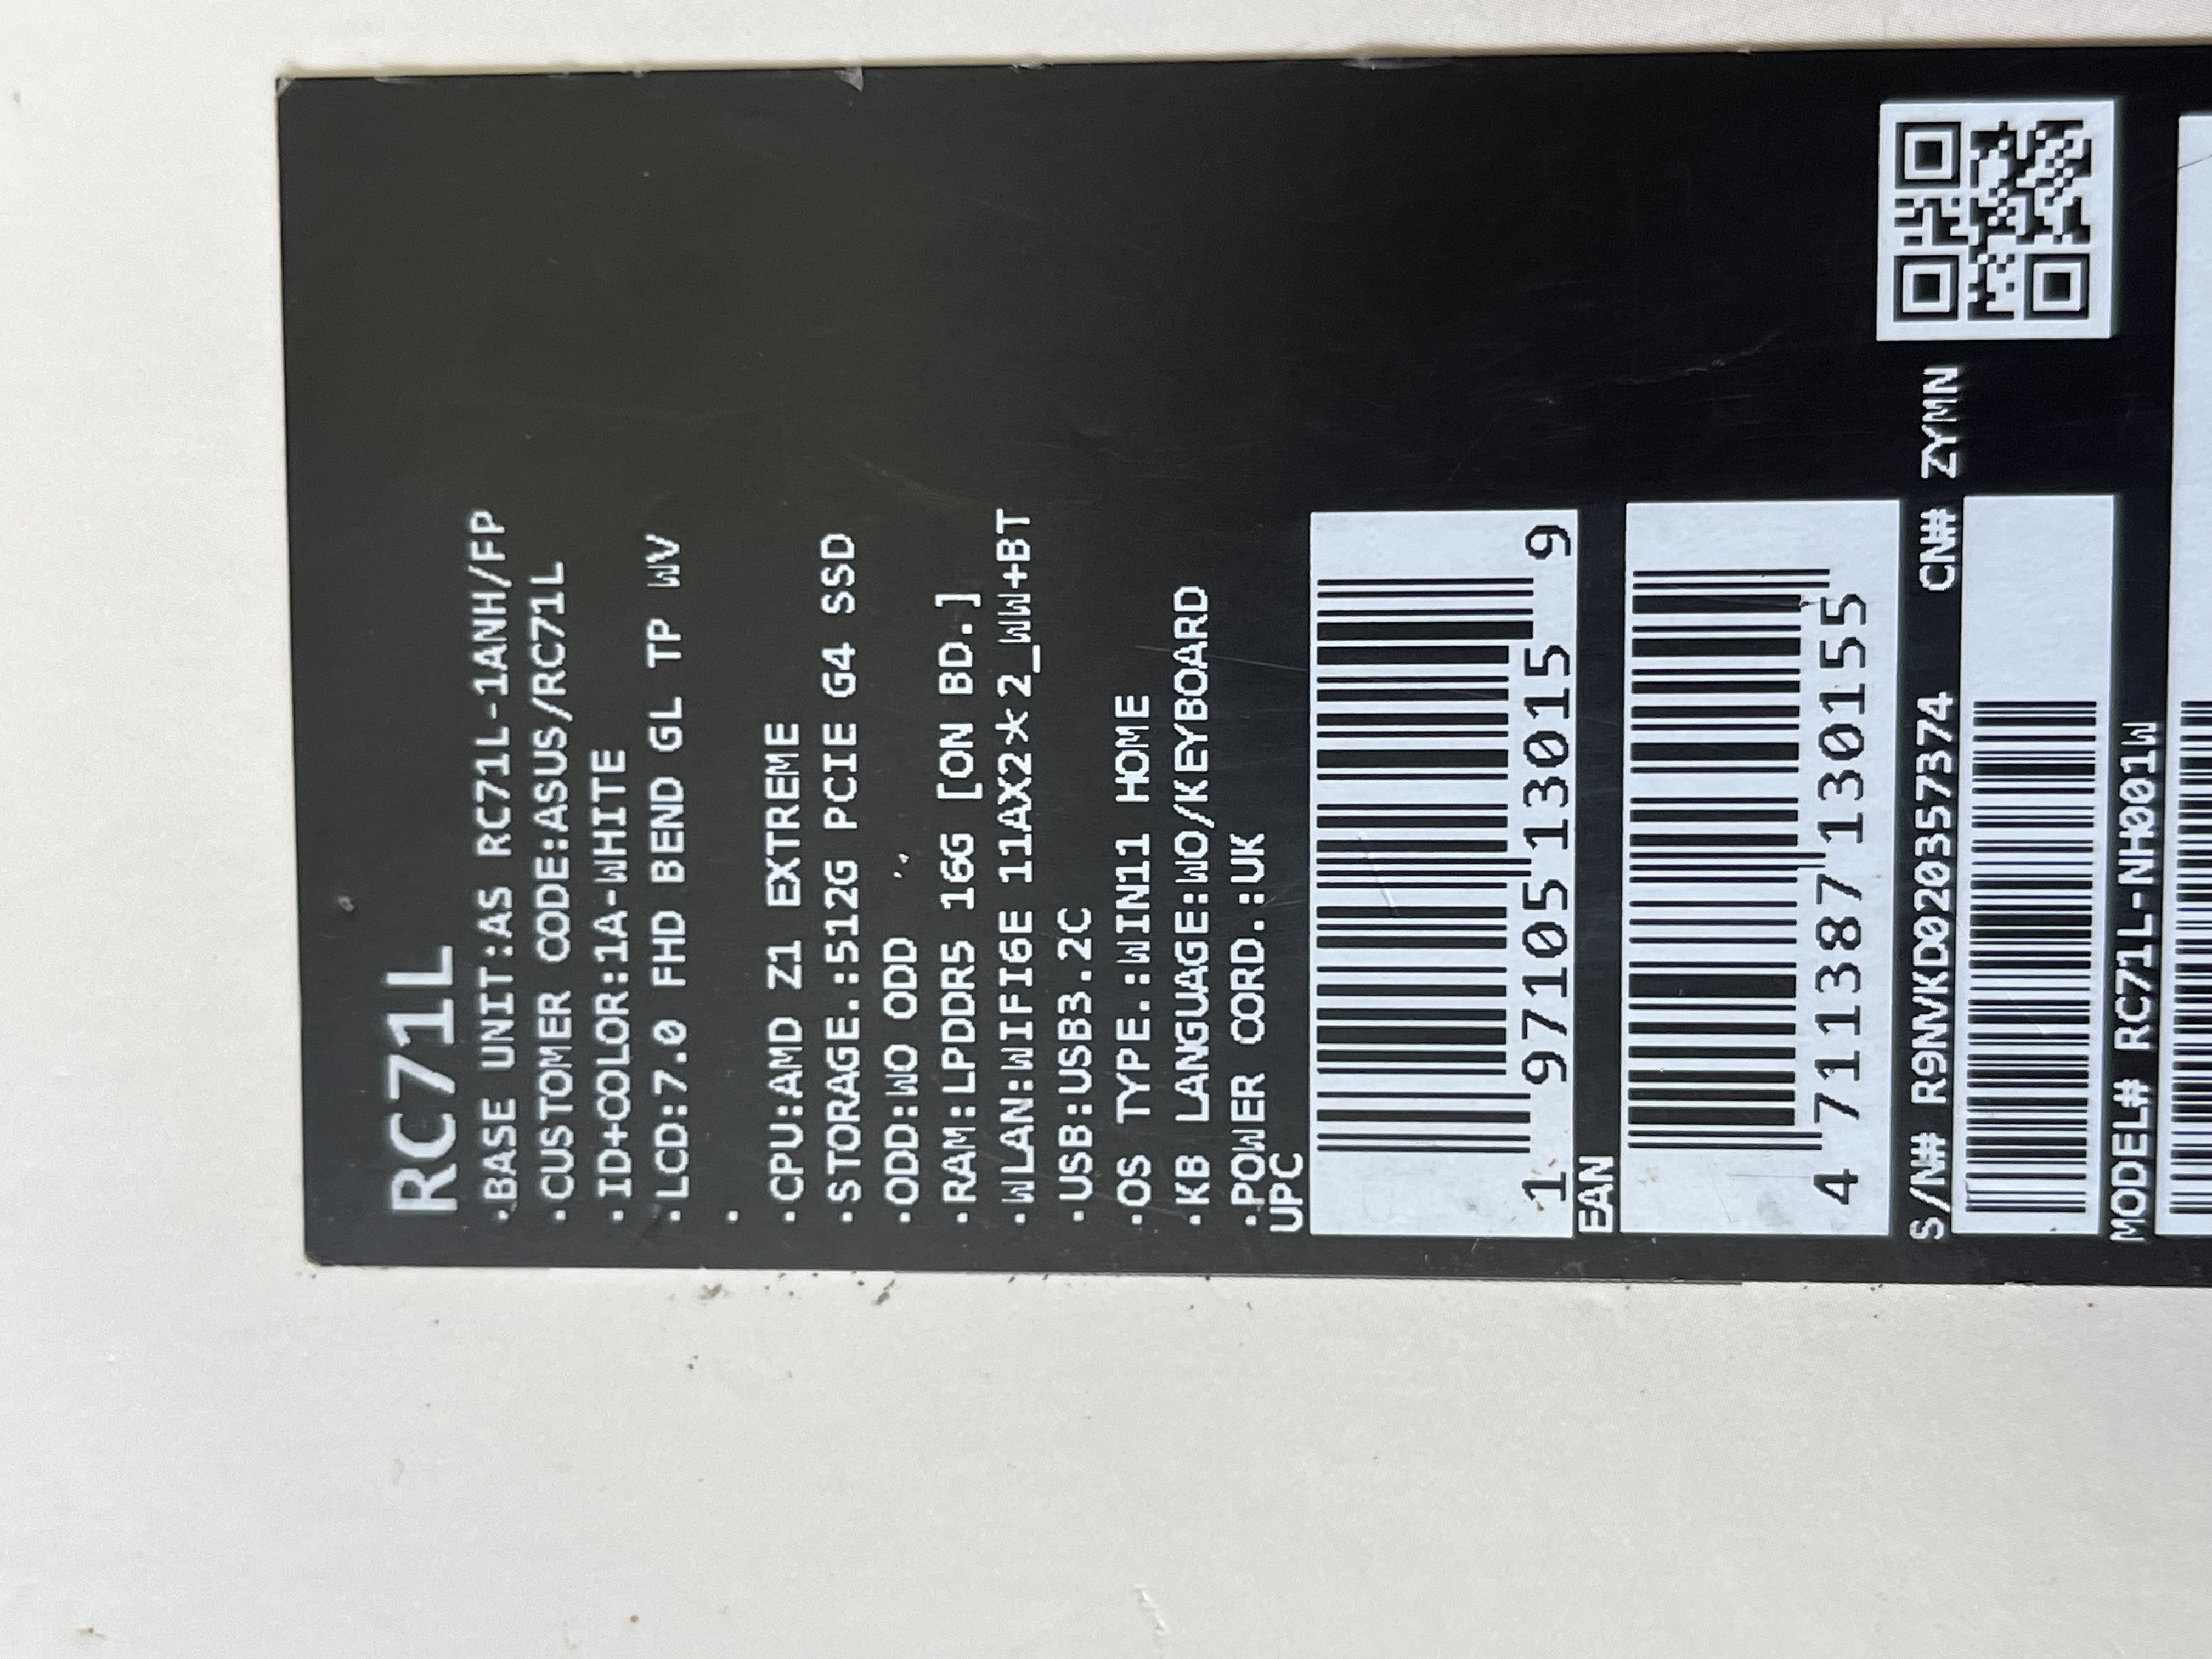 RC71L
·BASE UNIT:AS RC71L-1ANH/FP
·CUSTOMER CODE:ASUS/RC71L
·ID+COLOR:1A-WHITE
·LCD:7.0 FHD BEND GL TP WV
·
·CPU:AMD Z1 EXTREME
·STORAGE.:512G PCIE G4 SSD
·ODD:WO ODD
·RAM:LPDDR5 16G [ON BD.]
·WLAN:WIFI6E 11AX2*2_WW+BT
·USB:USB3.2C
·OS TYPE.:WIN11 HOME
·KB LANGUAGE:WO/KEYBOARD
·POWER CORD.:UK
UPC
1 97105 13015 9
EAN
4 711387 130155
S/N# R9NVKD020357374 CN# ZYMN
MODEL# RC71L-NH001W